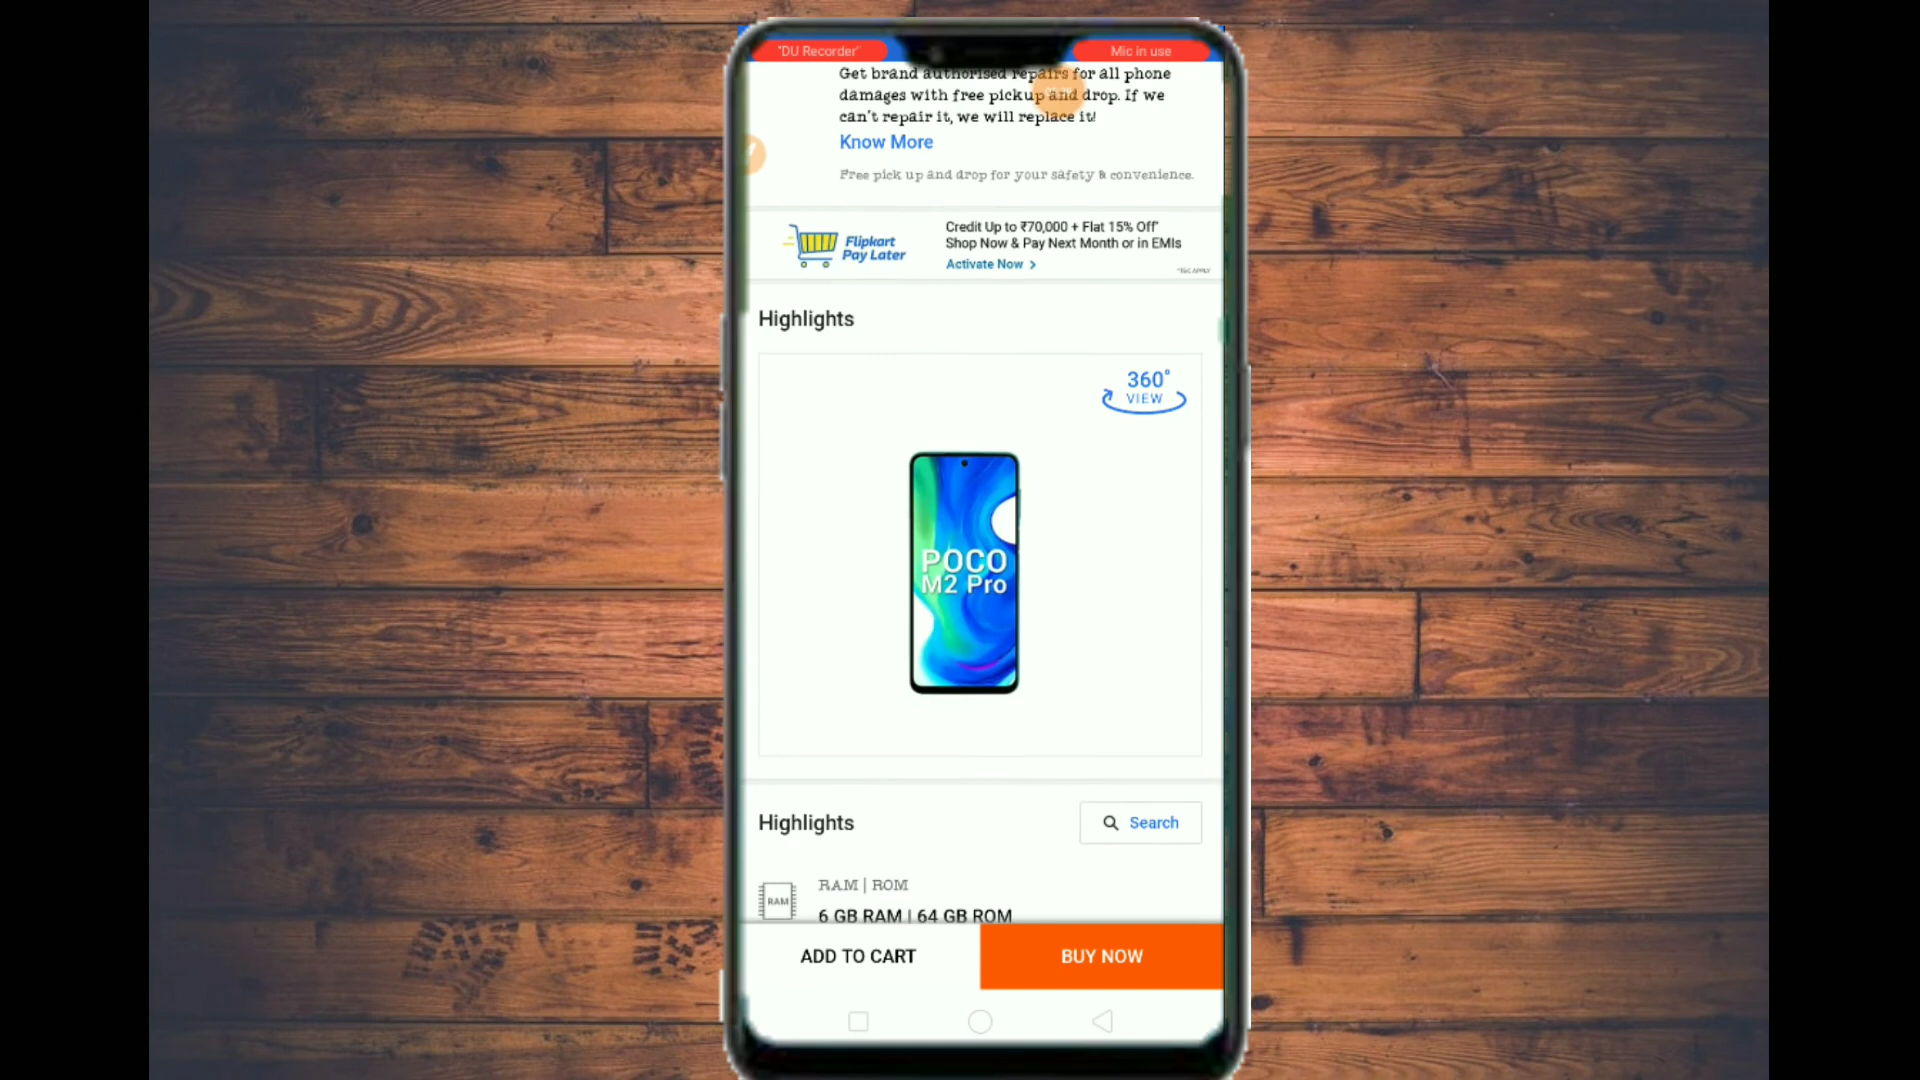 "DU Recorder"
Mic in use
Get brand authorised repairs for all phone
damages with free pickup and drop. If we
can't repair it, we will replace it!
Know More
Free pick up and drop for your safety & convenience.
Flipkart
Pay Later
Credit Up to ₹70,000 + Flat 15% Off*
Shop Now & Pay Next Month or in EMIs
Activate Now >
*T&C APPLY
Highlights
360°
VIEW
POCO
M2 Pro
Highlights
Search
RAM | ROM
RAM
6 GB RAM | 64 GB ROM
ADD TO CART
BUY NOW